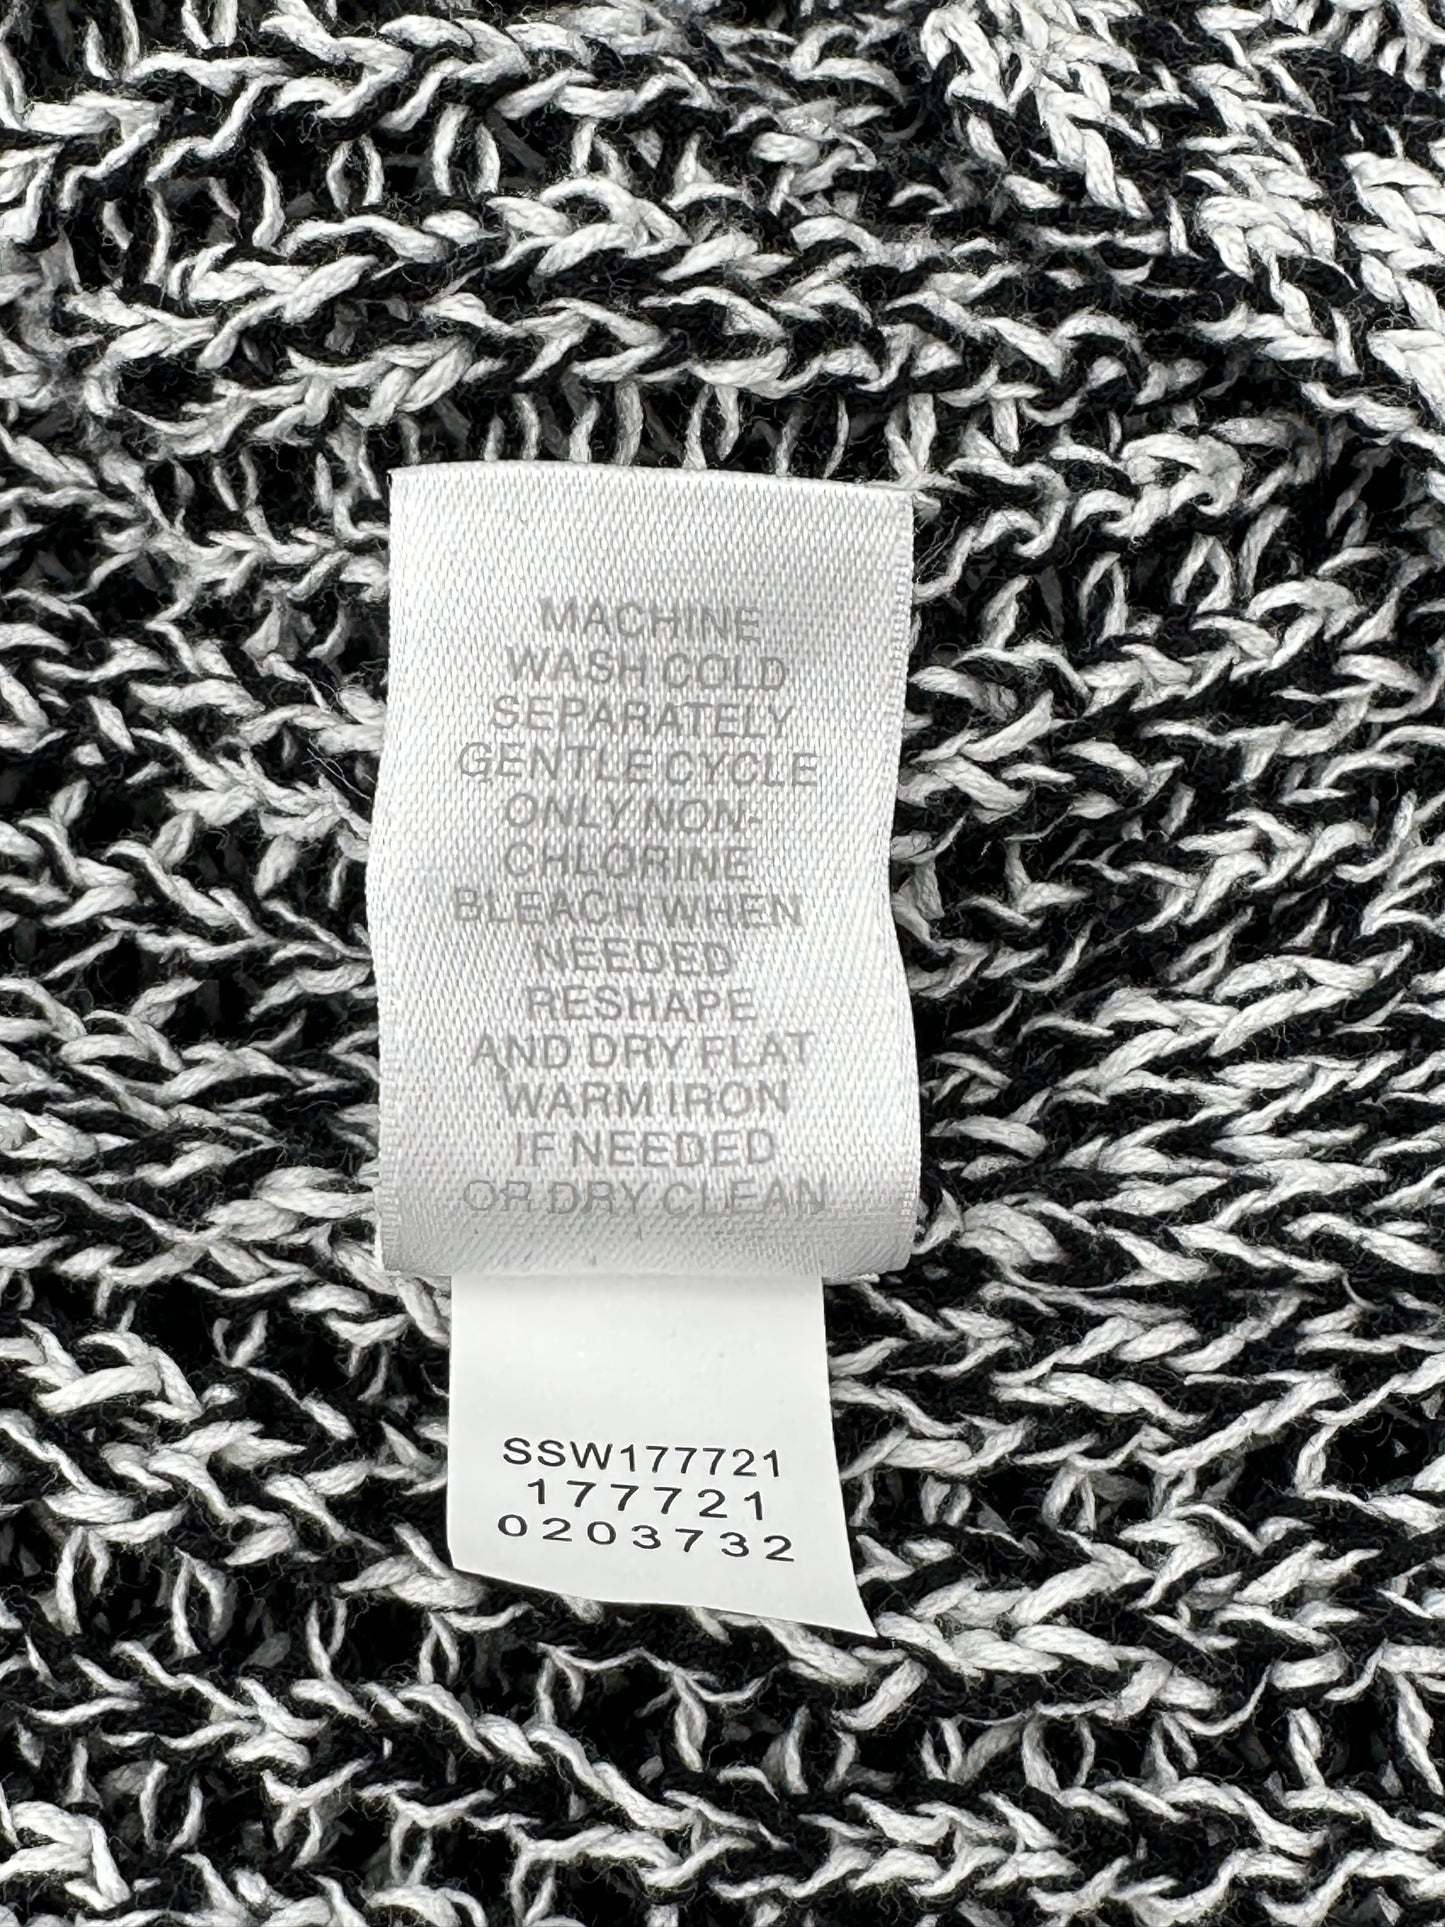 MACHINE
WASH COLD
SEPARATELY
GENTLE CYCLE
ONLY NON-
CHLORINE
BLEACH WHEN
NEEDED
RESHAPE
AND DRY FLAT
WARM IRON
IF NEEDED
OR DRY CLEAN
SSW177721
177721
0203732